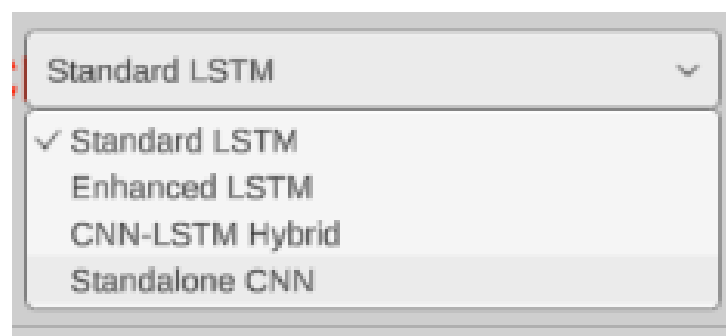 Standard LSTM
Standard LSTM
Enhanced LSTM
CNN-LSTM Hybrid
Standalone CNN